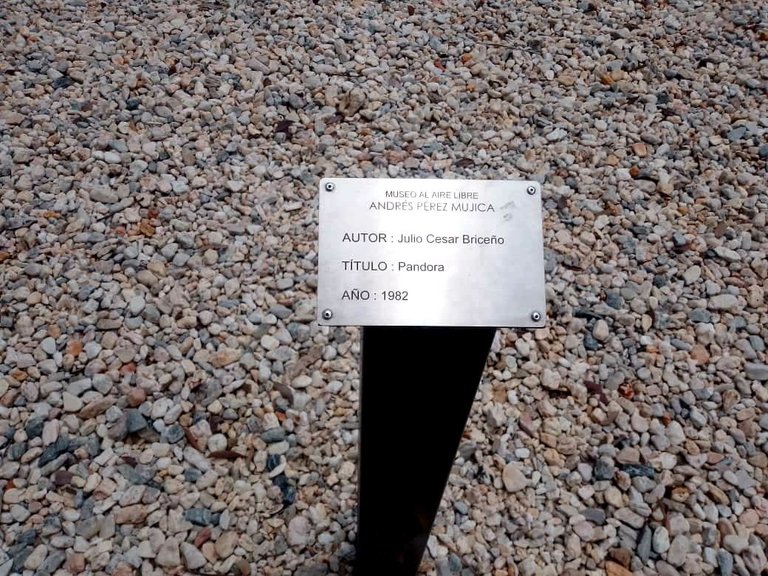 MUSEO AL AIRE LIBRE
ANDRÉS PÉREZ MUJICA
AUTOR : Julio Cesar Briceño
TÍTULO : Pandora
AÑO : 1982